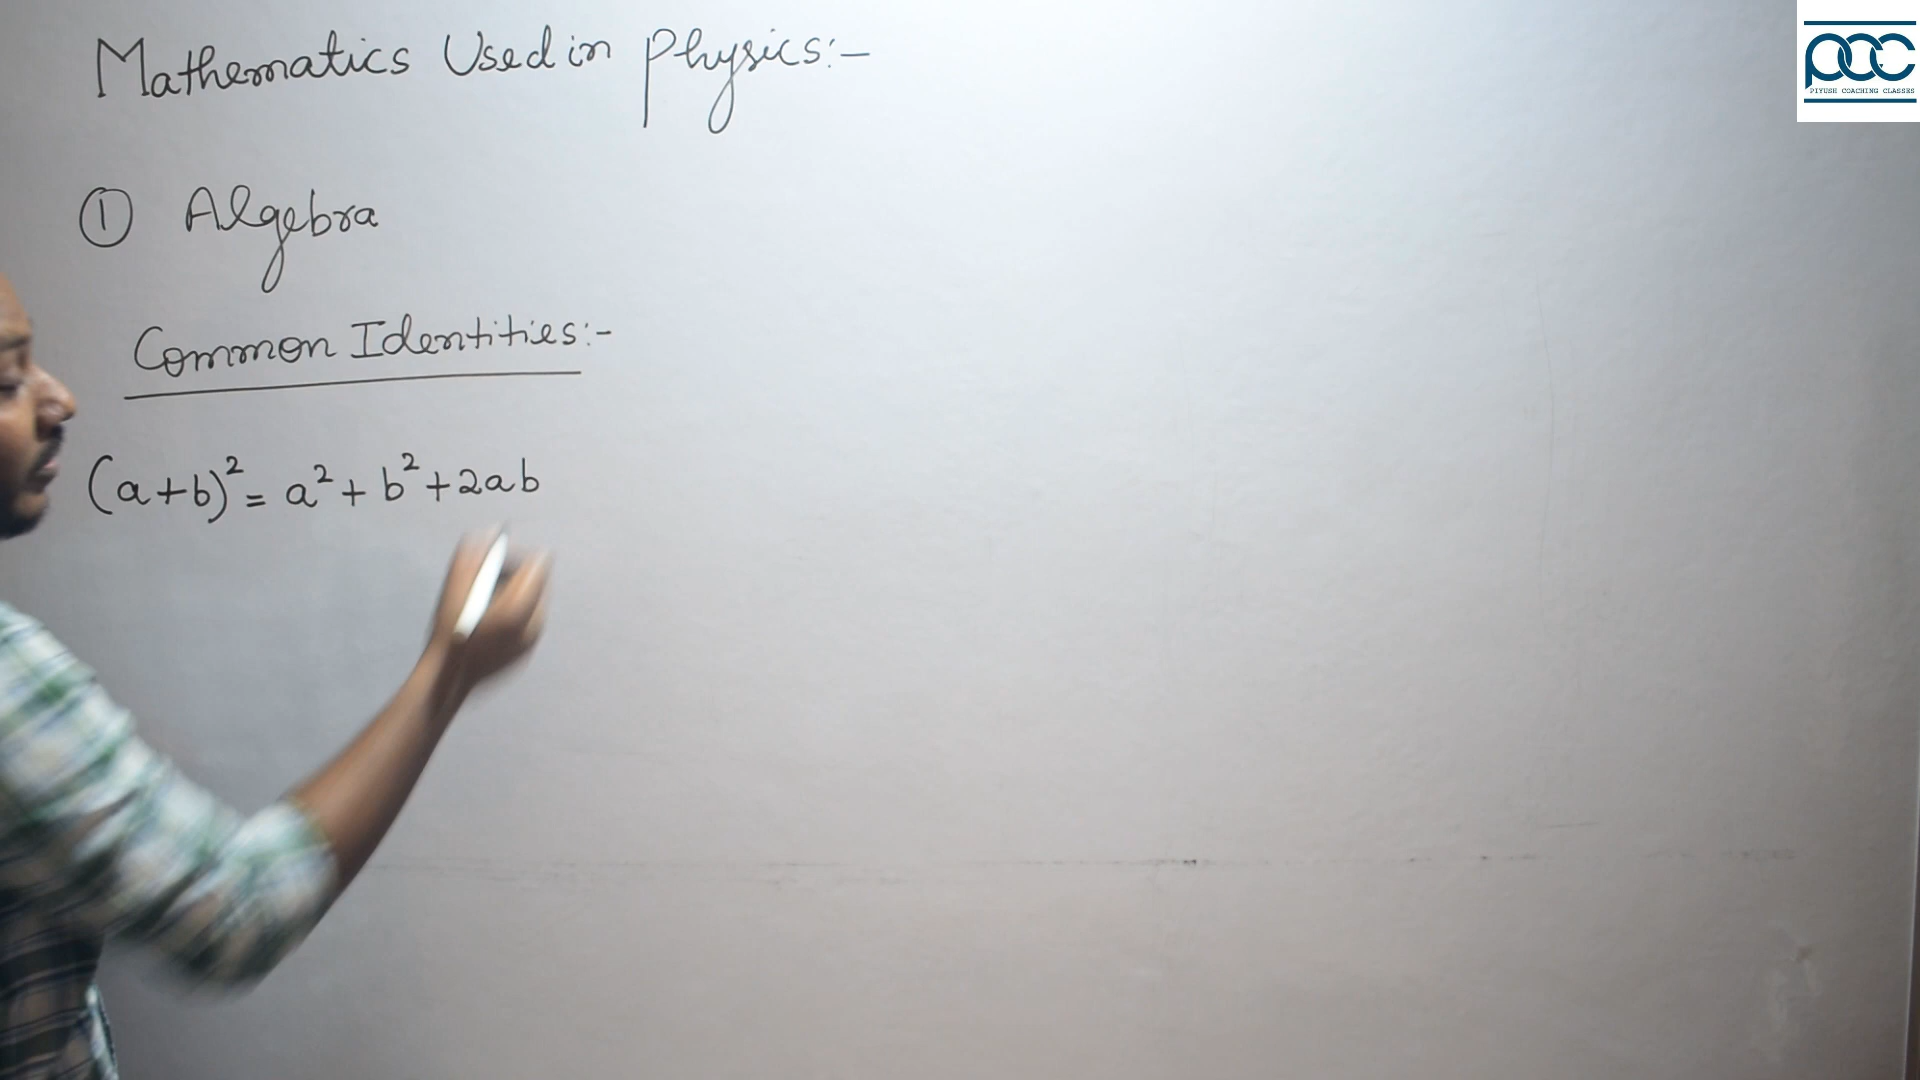 Mathematics Used in Physics:-
① Algebra
Common Identities:-
(a+b)²= a²+ b²+2ab
PCC
PIYUSH COACHING CLASSES